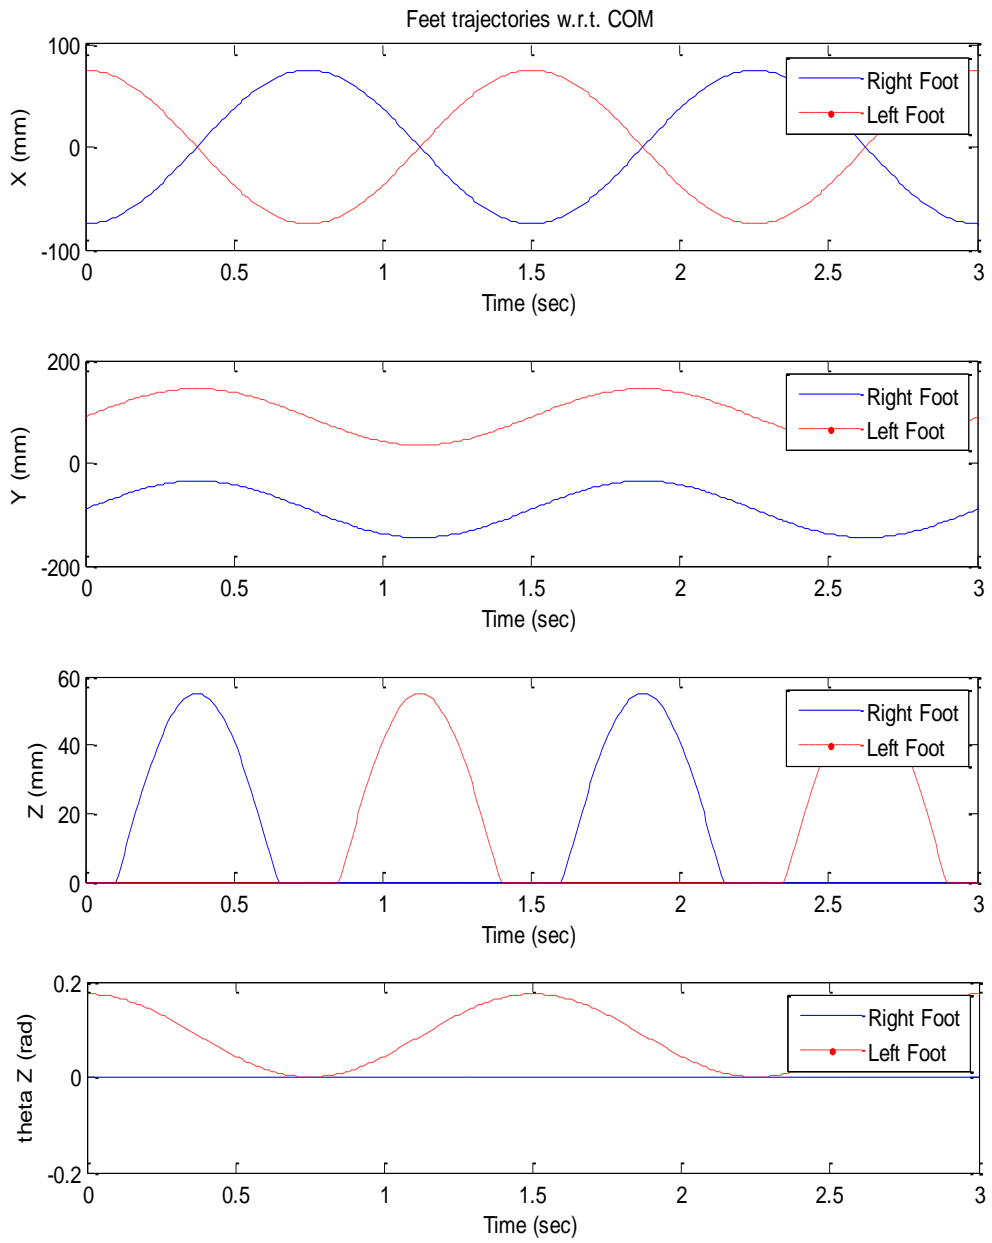 Feet trajectories w.r.t. COM
100
0
-100
X (mm)
Right Foot
Left Foot
0 0.5 1 1.5 2 2.5 3
Time (sec)
200
0
-200
Y (mm)
Right Foot
Left Foot
0 0.5 1 1.5 2 2.5 3
Time (sec)
60
40
20
0
Z (mm)
Right Foot
Left Foot
0 0.5 1 1.5 2 2.5 3
Time (sec)
0.2
0
-0.2
theta Z (rad)
Right Foot
Left Foot
0 0.5 1 1.5 2 2.5 3
Time (sec)